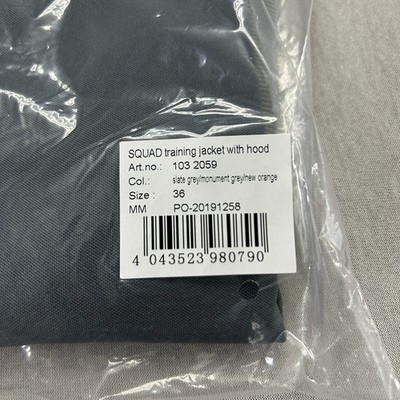 SQUAD training jacket with hood
Art.no.: 103 2059
Col.: slate grey/monument grey/new orange
Size : 36
MM PO-20191258
4 043523 980790